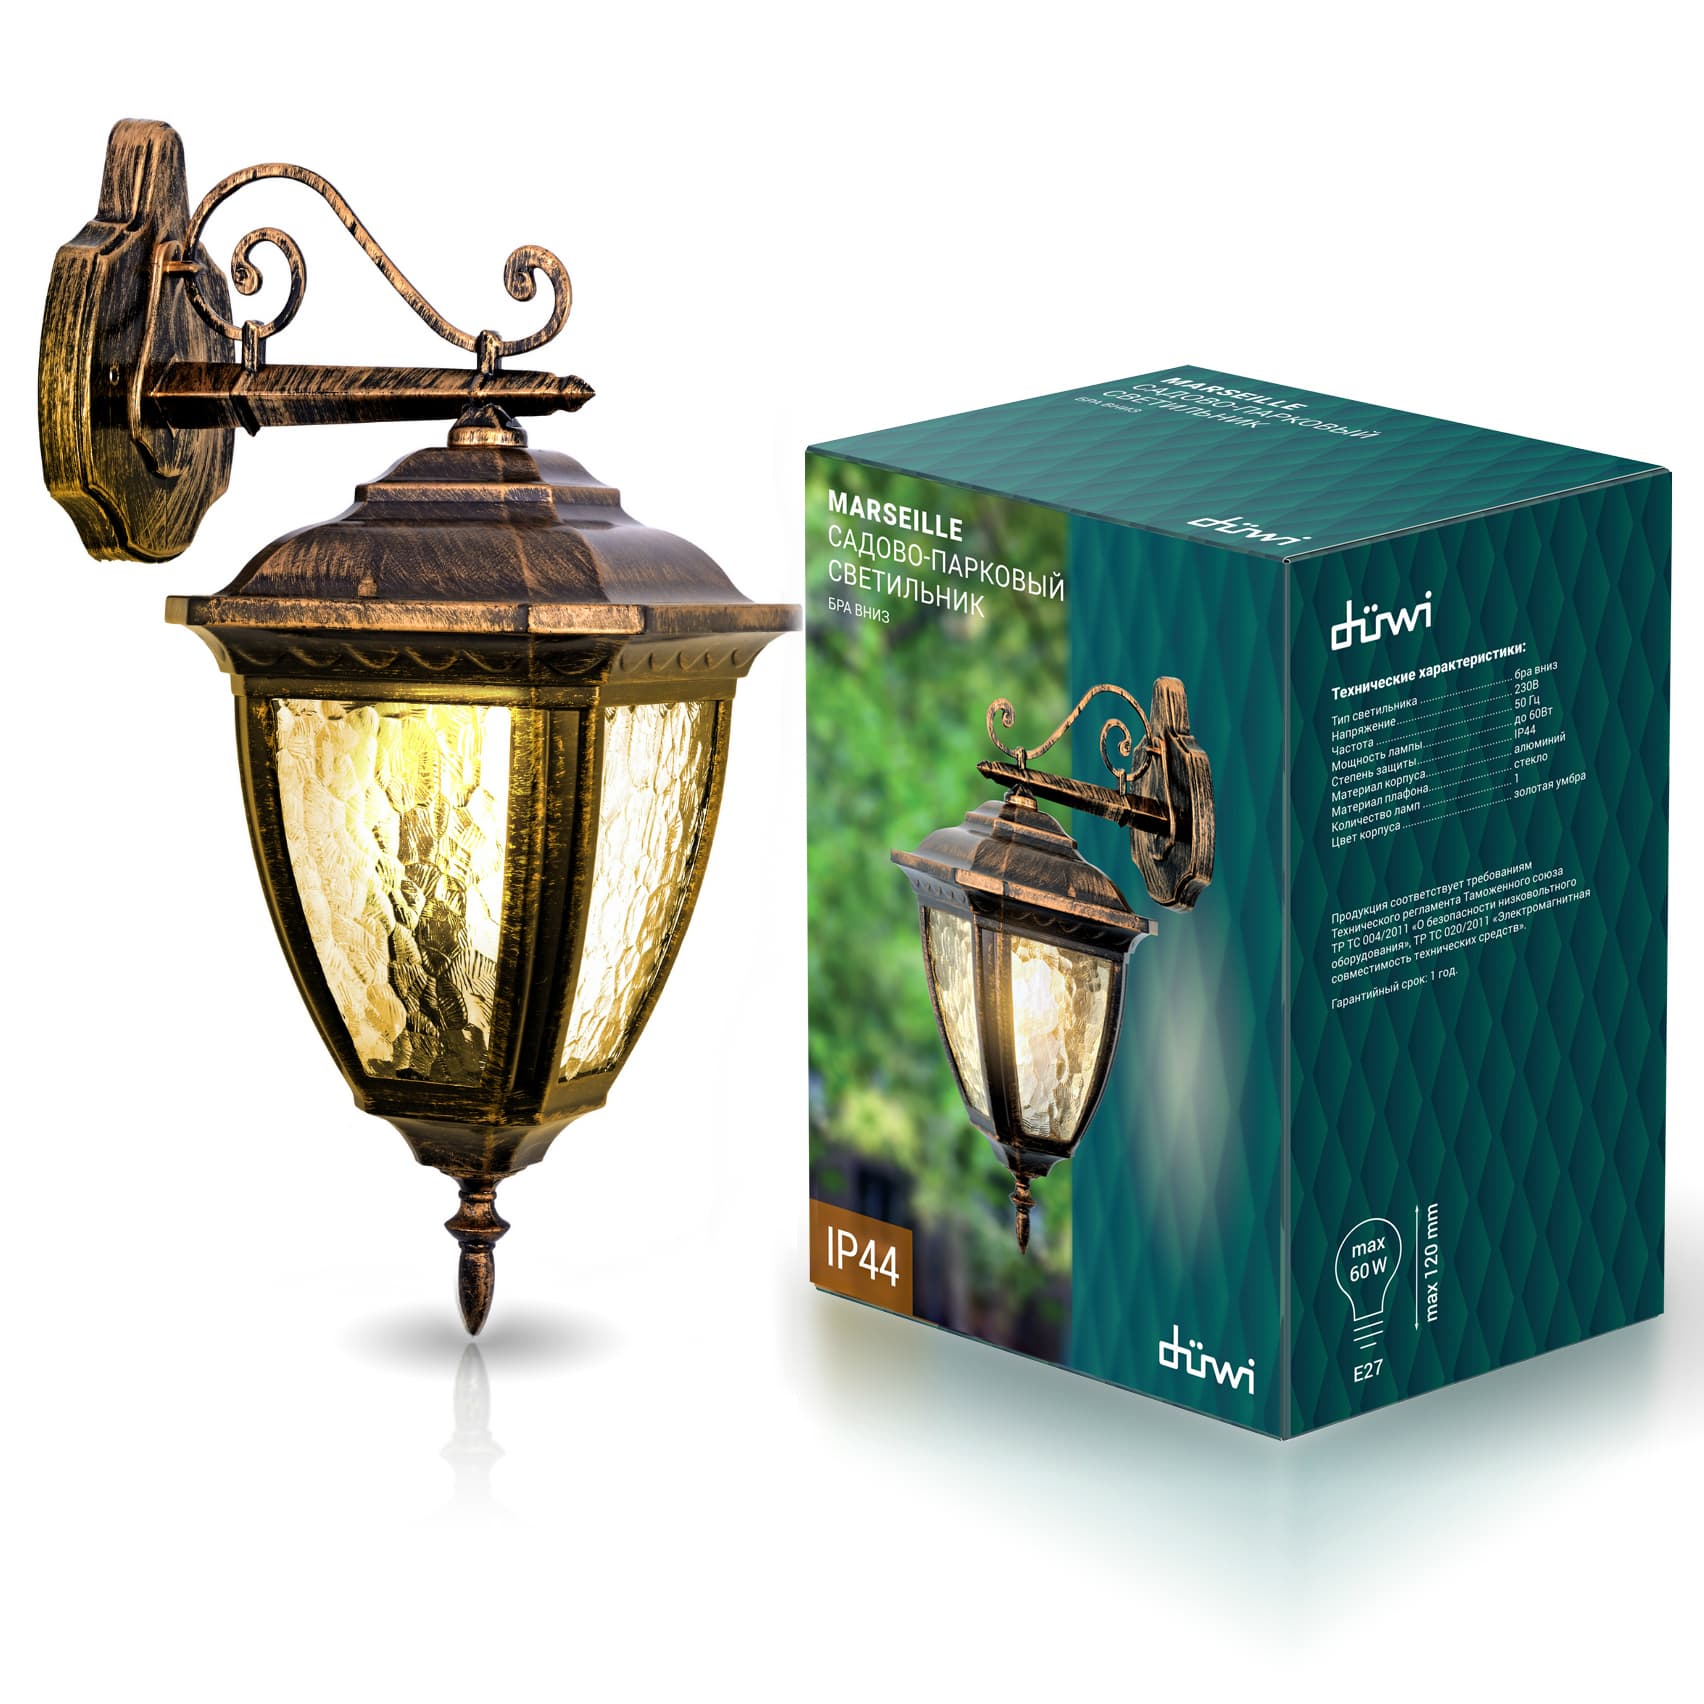 MARSEILLE
САДОВО-ПАРКОВЫЙ
СВЕТИЛЬНИК
БРА ВНИЗ
düwi
MARSEILLE
САДОВО-ПАРКОВЫЙ
СВЕТИЛЬНИК
БРА ВНИЗ
IP44
düwi
düwi
Технические характеристики:
Тип светильника ........................ бра вниз
Напряжение............................... 230В
Частота ..................................... 50 Гц
Мощность лампы........................ до 60Вт
Степень защиты......................... IP44
Материал корпуса...................... алюминий
Материал плафона..................... стекло
Количество ламп ....................... 1
Цвет корпуса ............................. золотая умбра
Продукция соответствует требованиям
Технического регламента Таможенного союза
ТР ТС 004/2011 «О безопасности низковольтного
оборудования», ТР ТС 020/2011 «Электромагнитная
совместимость технических средств».
Гарантийный срок: 1 год.
max
60 W
max 120 mm
E27